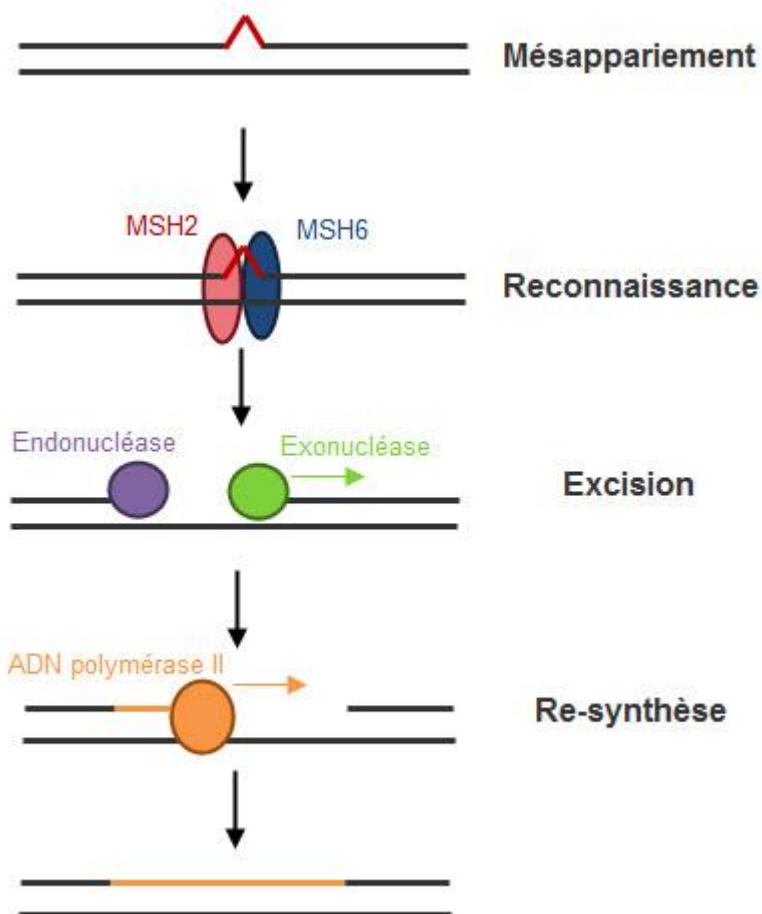 Mésappariement
MSH2
MSH6
Reconnaissance
Endonucléase
Exonucléase
Excision
ADN polymérase II
Re-synthèse